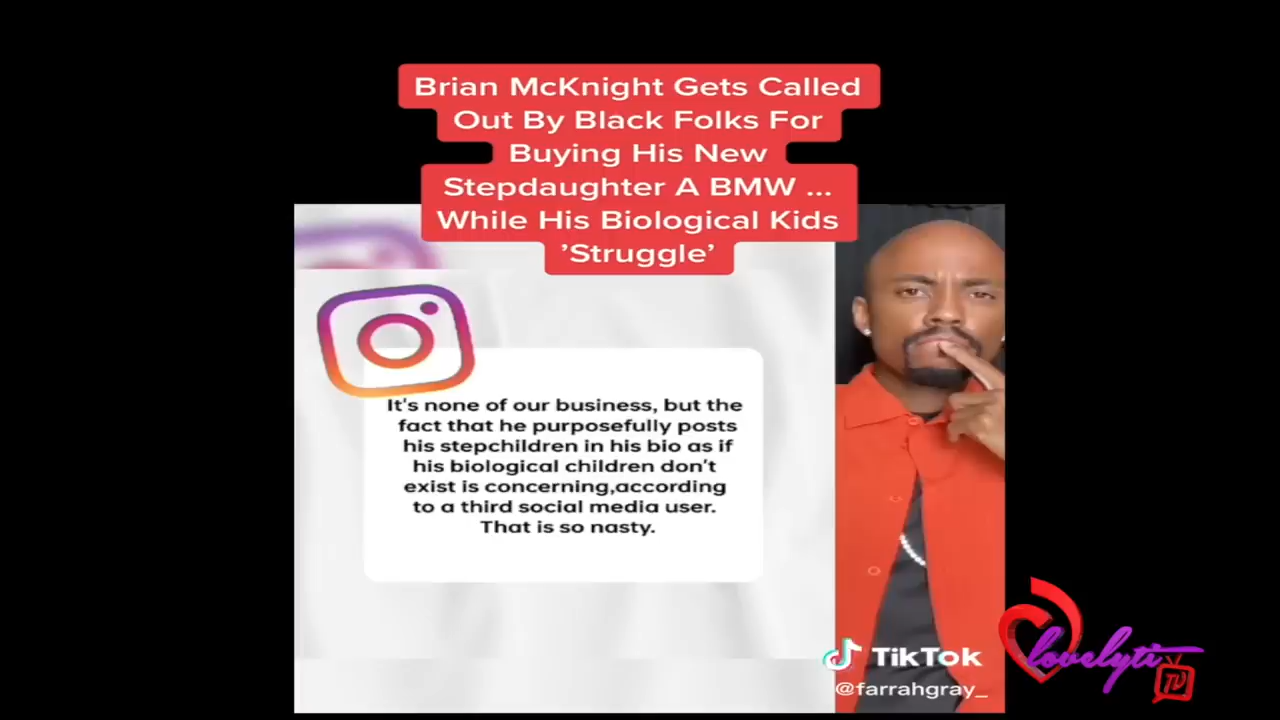 Brian McKnight Gets Called
Out By Black Folks For
Buying His New
Stepdaughter A BMW ...
While His Biological Kids
'Struggle'
It's none of our business, but the
fact that he purposefully posts
his stepchildren in his bio as if
his biological children don't
exist is concerning,according
to a third social media user.
That is so nasty.
TikTok
@farrahgray_
lovelyti
TV